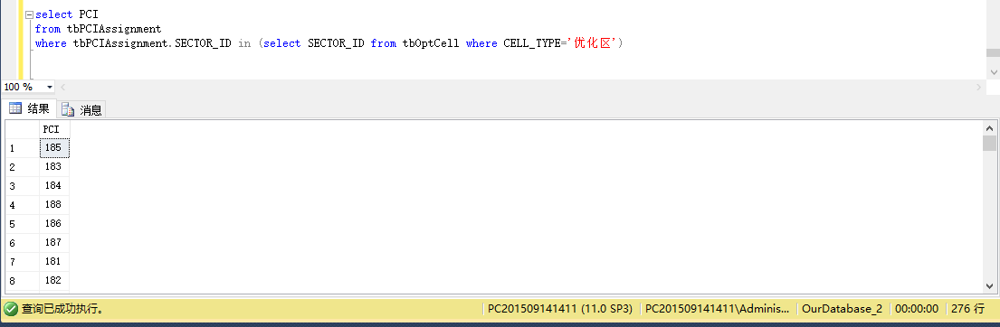 select PCI
from tbPCIAssignment
where tbPCIAssignment.SECTOR_ID in (select SECTOR_ID from tbOptCell where CELL_TYPE='优化区')
100 %
结果 消息
PCI
1 185
2 183
3 184
4 188
5 186
6 187
7 181
8 182
查询已成功执行。 PC201509141411 (11.0 SP3) PC201509141411\Adminis... OurDatabase_2 00:00:00 276 行